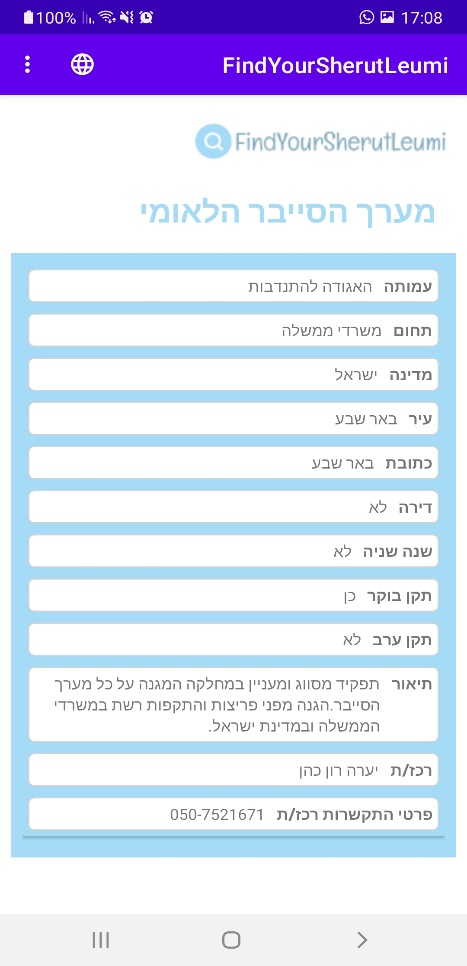 100% 17:08
FindYourSherutLeumi
FindYourSherutLeumi
מערך הסייבר הלאומי
עמותה האגודה להתנדבות
תחום משרדי ממשלה
מדינה ישראל
עיר באר שבע
כתובת באר שבע
דירה לא
שנה שניה לא
תקן בוקר כן
תקן ערב לא
תיאור תפקיד מסווג ומעניין במחלקה המגנה על כל מערך
הסייבר.הגנה מפני פריצות והתקפות רשת במשרדי
הממשלה ובמדינת ישראל.
רכז/ת יערה רון כהן
פרטי התקשרות רכז/ת 050-7521671